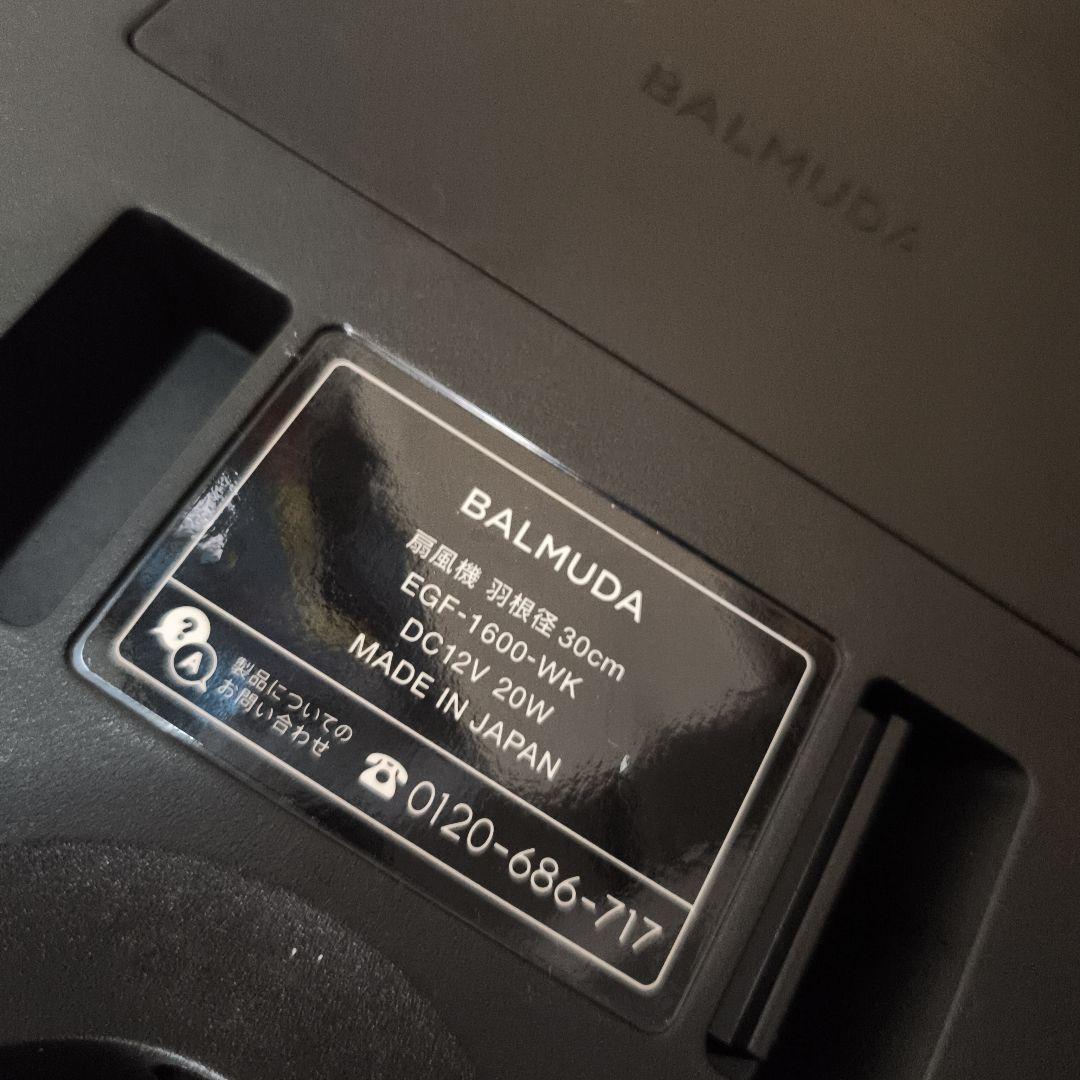 BALMUDA
BALMUDA
扇風機 羽根径 30cm
EGF-1600-WK
DC12V 20W
MADE IN JAPAN
? A
製品についての
お問い合わせ
0120-686-717